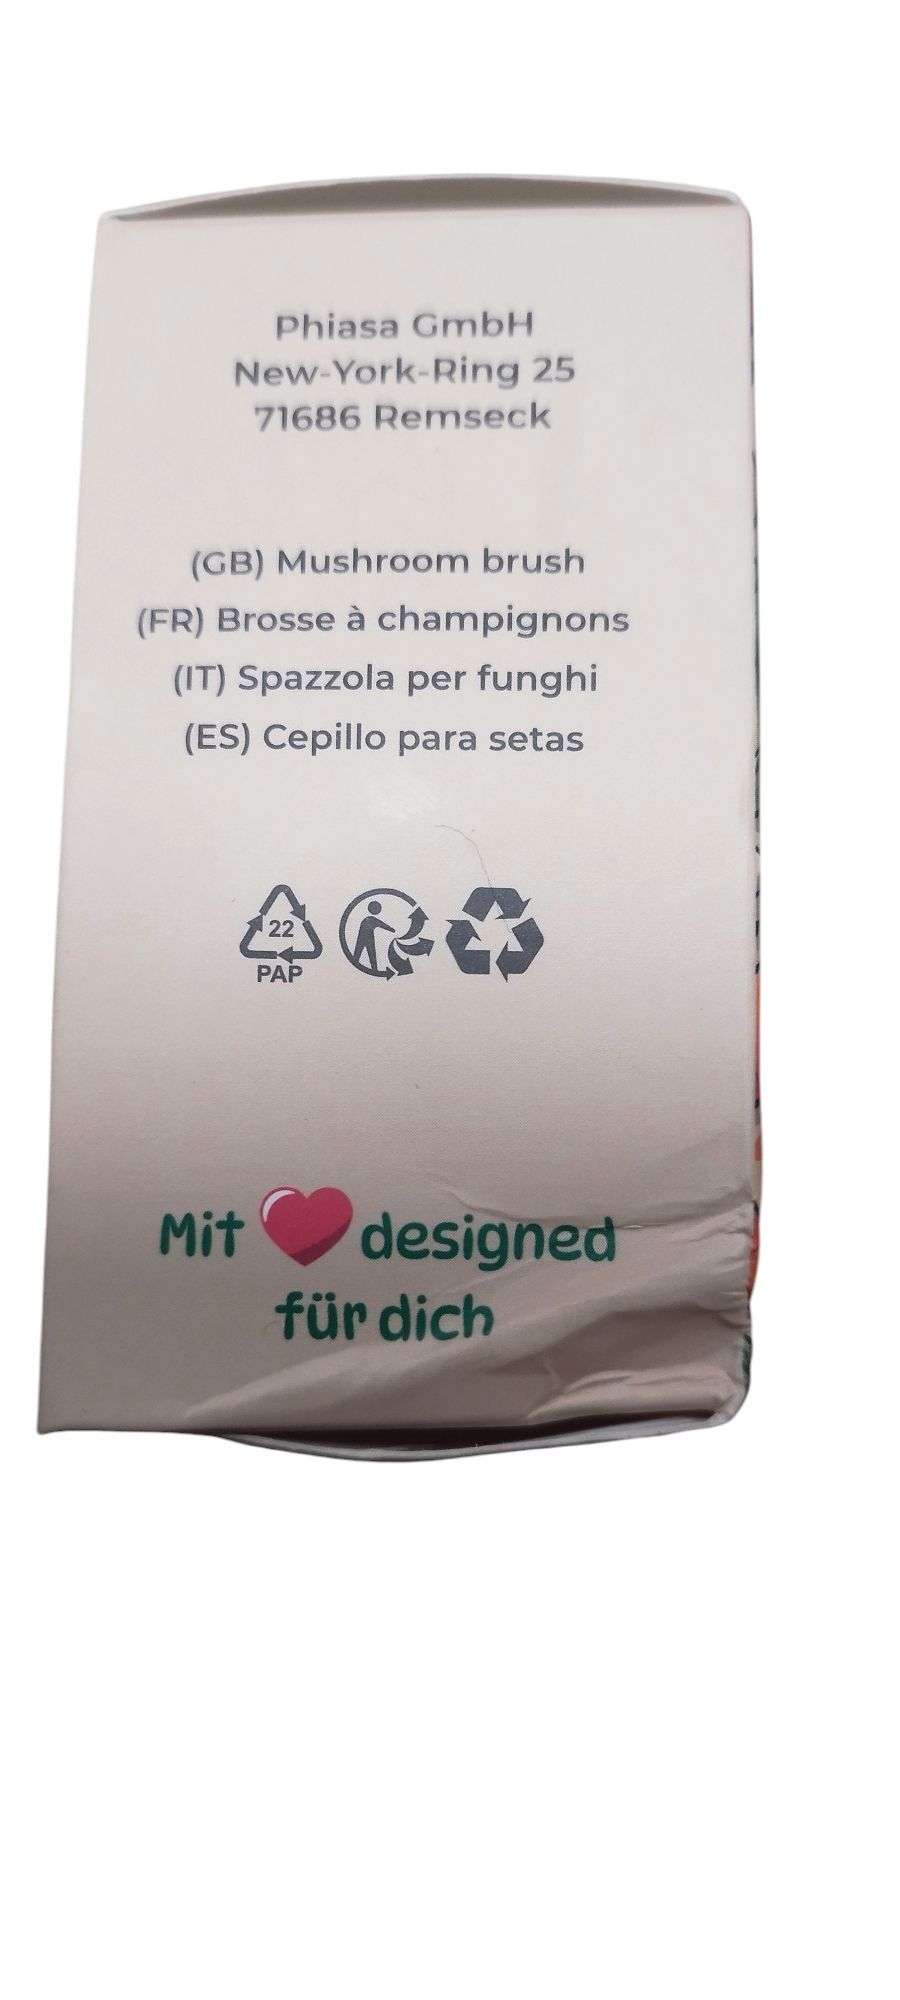 Phiasa GmbH
New-York-Ring 25
71686 Remseck
(GB) Mushroom brush
(FR) Brosse à champignons
(IT) Spazzola per funghi
(ES) Cepillo para setas
22
PAP
Mit designed
für dich